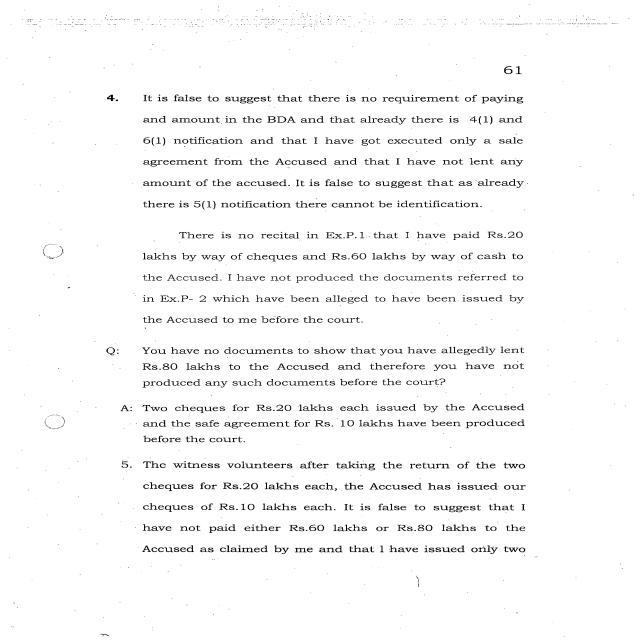 61
4. It is false to suggest that there is no requirement of paying
and amount in the BDA and that already there is 4(1) and
6(1) notification and that I have got executed only a sale
agreement from the Accused and that I have not lent any
amount of the accused. It is false to suggest that as already
there is 5(1) notification there cannot be identification.
There is no recital in Ex.P.1 that I have paid Rs.20
lakhs by way of cheques and Rs.60 lakhs by way of cash to
the Accused. I have not produced the documents referred to
in Ex.P- 2 which have been alleged to have been issued by
the Accused to me before the court.
Q: You have no documents to show that you have allegedly lent
Rs.80 lakhs to the Accused and therefore you have not
produced any such documents before the court?
A: Two cheques for Rs.20 lakhs each issued by the Accused
and the safe agreement for Rs. 10 lakhs have been produced
before the court.
5. The witness volunteers after taking the return of the two
cheques for Rs.20 lakhs each, the Accused has issued our
cheques of Rs.10 lakhs each. It is false to suggest that I
have not paid either Rs.60 lakhs or Rs.80 lakhs to the
Accused as claimed by me and that I have issued only two